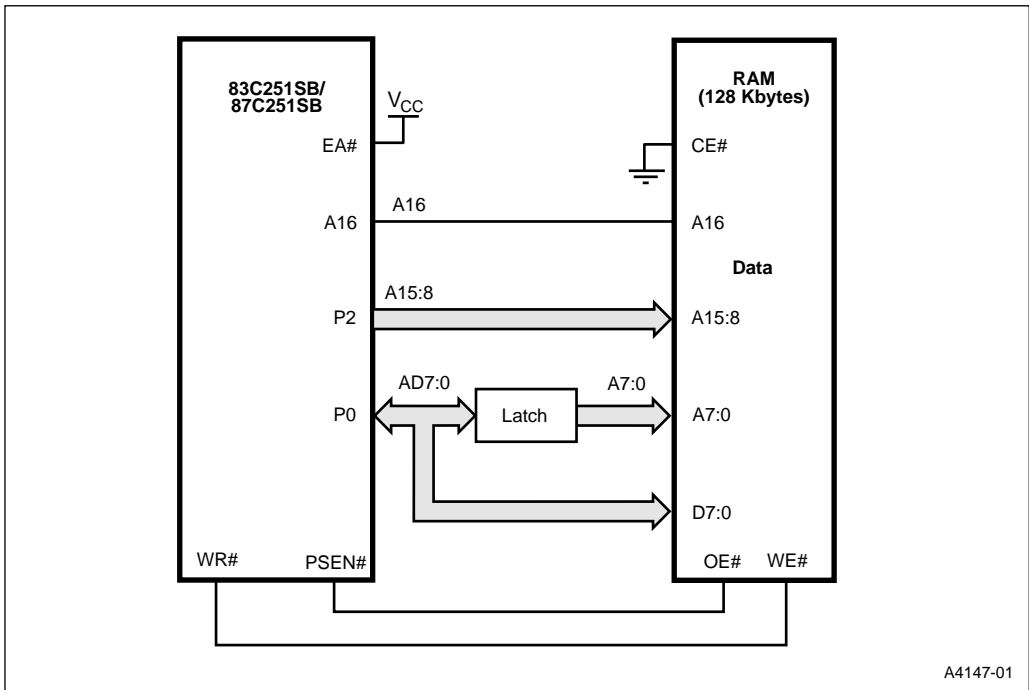 83C251SB/
87C251SB
VCC
EA#
A16
P2
P0
WR#
PSEN#
A16
A15:8
AD7:0
Latch
A7:0
RAM
(128 Kbytes)
CE#
A16
Data
A15:8
A7:0
D7:0
OE#
WE#
A4147-01